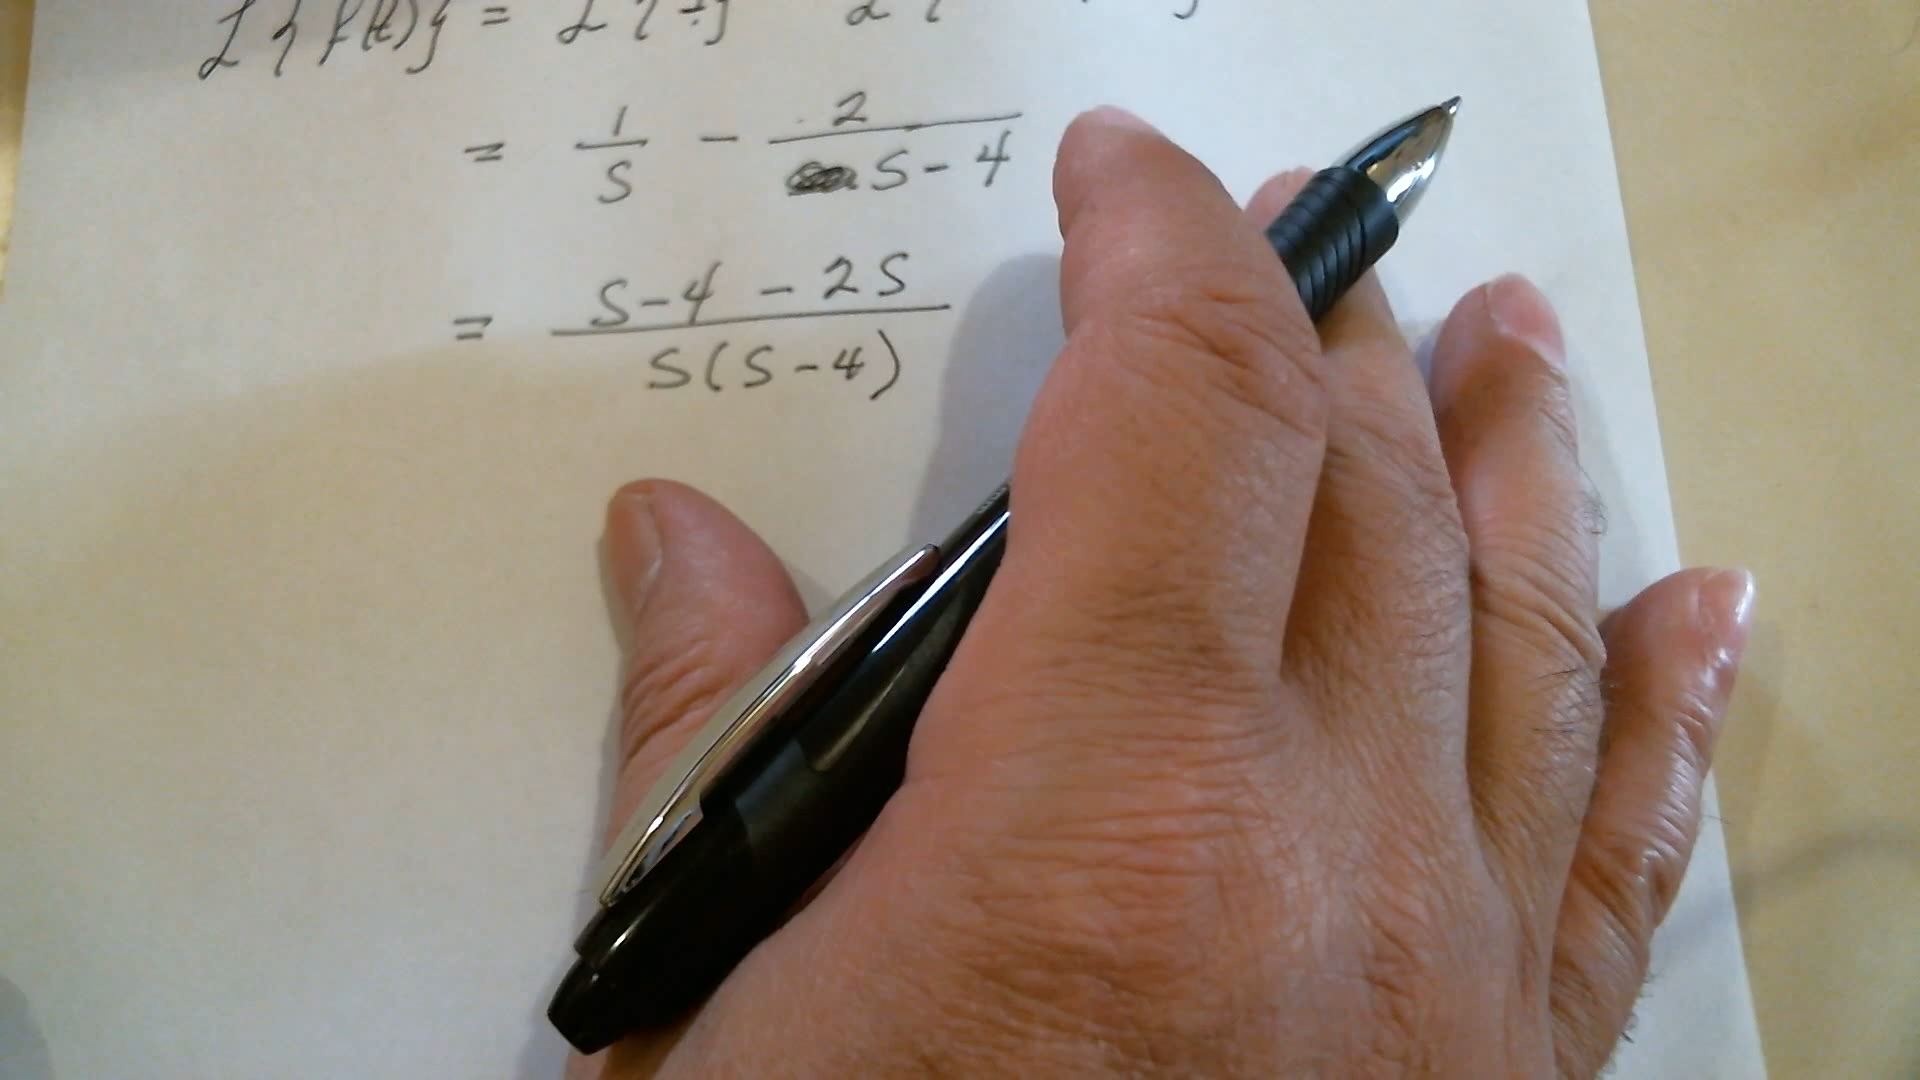 L{f(t)} =
= 1/S - 2/(S-4)
= (S-4 - 2S)/(S(S-4))